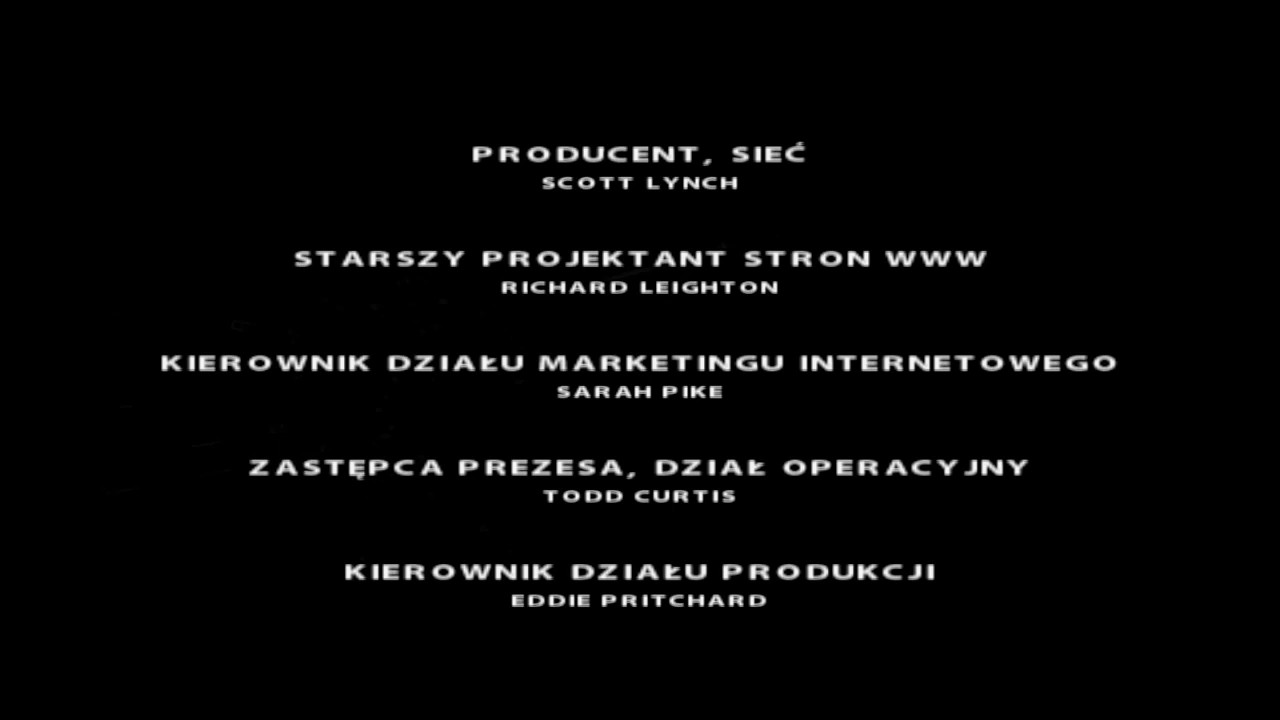 PRODUCENT, SIEĆ
SCOTT LYNCH
STARSZY PROJEKTANT STRON WWW
RICHARD LEIGHTON
KIEROWNIK DZIAŁU MARKETINGU INTERNETOWEGO
SARAH PIKE
ZASTĘPCA PREZESA, DZIAŁ OPERACYJNY
TODD CURTIS
KIEROWNIK DZIAŁU PRODUKCJI
EDDIE PRITCHARD